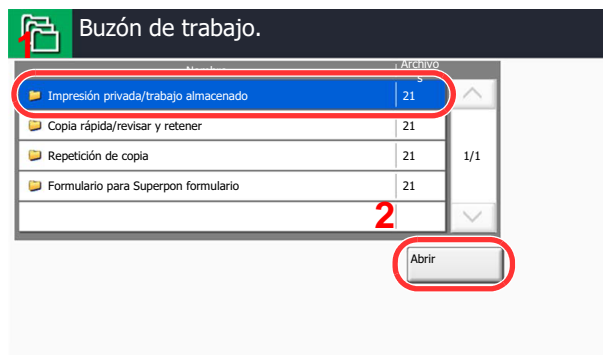 Buzón de trabajo.
1
Nombre Archivo
s
Impresión privada/trabajo almacenado 21
Copia rápida/revisar y retener 21
Repetición de copia 21 1/1
Formulario para Superpon formulario 21
2
Abrir